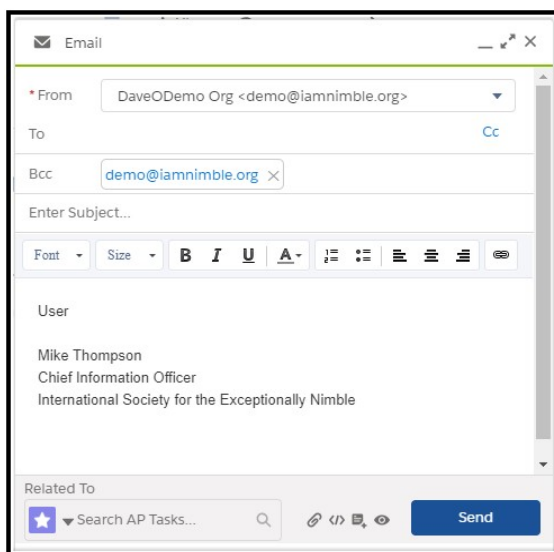 Email
* From DaveODemo Org <demo@iamnimble.org>
To Cc
Bcc demo@iamnimble.org
Enter Subject...
Font Size B I U A
User
Mike Thompson
Chief Information Officer
International Society for the Exceptionally Nimble
Related To
Search AP Tasks...
Send